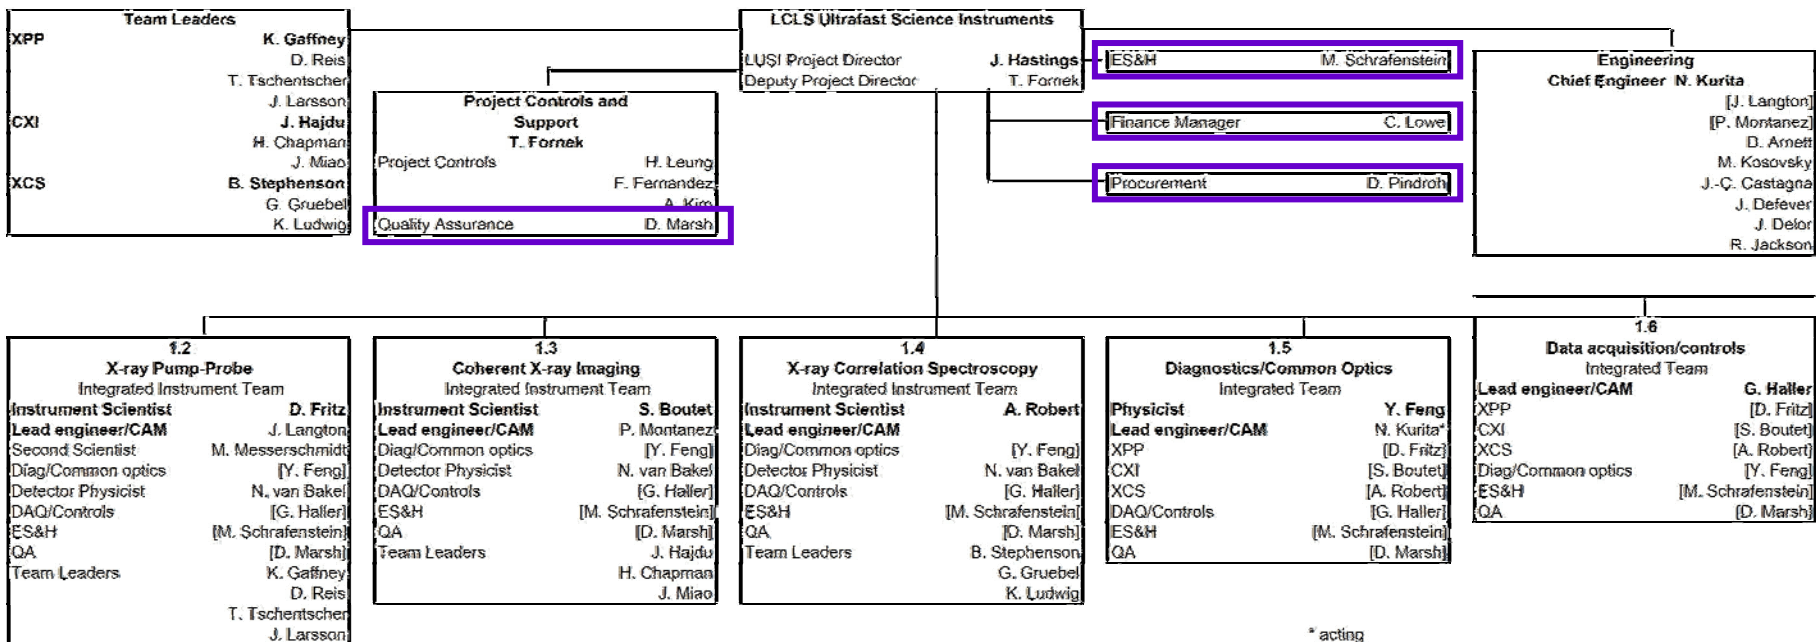 Team Leaders
XPP K. Gaffney
D. Reis
T. Tschentscher
J. Larsson
CXI J. Hajdu
H. Chapman
J. Miao
XCS B. Stephenson
G. Gruebel
K. Ludwig
Project Controls and
Support
T. Fornek
Project Controls H. Leung
F. Fernandez
A. Kim
Quality Assurance D. Marsh
LCLS Ultrafast Science Instruments
LUSI Project Director J. Hastings
Deputy Project Director T. Fornek
ES&H M. Schrafenstein
Finance Manager C. Lowe
Procurement D. Pindroh
Engineering
Chief Engineer N. Kurita
[J. Langton]
[P. Montanez]
D. Arnett
M. Kosovsky
J.-C. Castagna
J. Defever
J. Delor
R. Jackson
1.2
X-ray Pump-Probe
Integrated Instrument Team
Instrument Scientist D. Fritz
Lead engineer/CAM J. Langton
Second Scientist M. Messerschmidt
Diag/Common optics [Y. Feng]
Detector Physicist N. van Bakel
DAQ/Controls [G. Haller]
ES&H [M. Schrafenstein]
QA [D. Marsh]
Team Leaders K. Gaffney
D. Reis
T. Tschentscher
J. Larsson
1.3
Coherent X-ray Imaging
Integrated Instrument Team
Instrument Scientist S. Boutet
Lead engineer/CAM P. Montanez
Diag/Common optics [Y. Feng]
Detector Physicist N. van Bakel
DAQ/Controls [G. Haller]
ES&H [M. Schrafenstein]
QA [D. Marsh]
Team Leaders J. Hajdu
H. Chapman
J. Miao
1.4
X-ray Correlation Spectroscopy
Integrated Instrument Team
Instrument Scientist A. Robert
Lead engineer/CAM
Diag/Common optics [Y. Feng]
Detector Physicist N. van Bakel
DAQ/Controls [G. Haller]
ES&H [M. Schrafenstein]
QA [D. Marsh]
Team Leaders B. Stephenson
G. Gruebel
K. Ludwig
1.5
Diagnostics/Common Optics
Integrated Team
Physicist Y. Feng
Lead engineer/CAM N. Kurita*
XPP [D. Fritz]
CXI [S. Boutet]
XCS [A. Robert]
DAQ/Controls [G. Haller]
ES&H [M. Schrafenstein]
QA [D. Marsh]
1.6
Data acquisition/controls
Integrated Team
Lead engineer/CAM G. Haller
XPP [D. Fritz]
CXI [S. Boutet]
XCS [A. Robert]
Diag/Common optics [Y. Feng]
ES&H [M. Schrafenstein]
QA [D. Marsh]
* acting